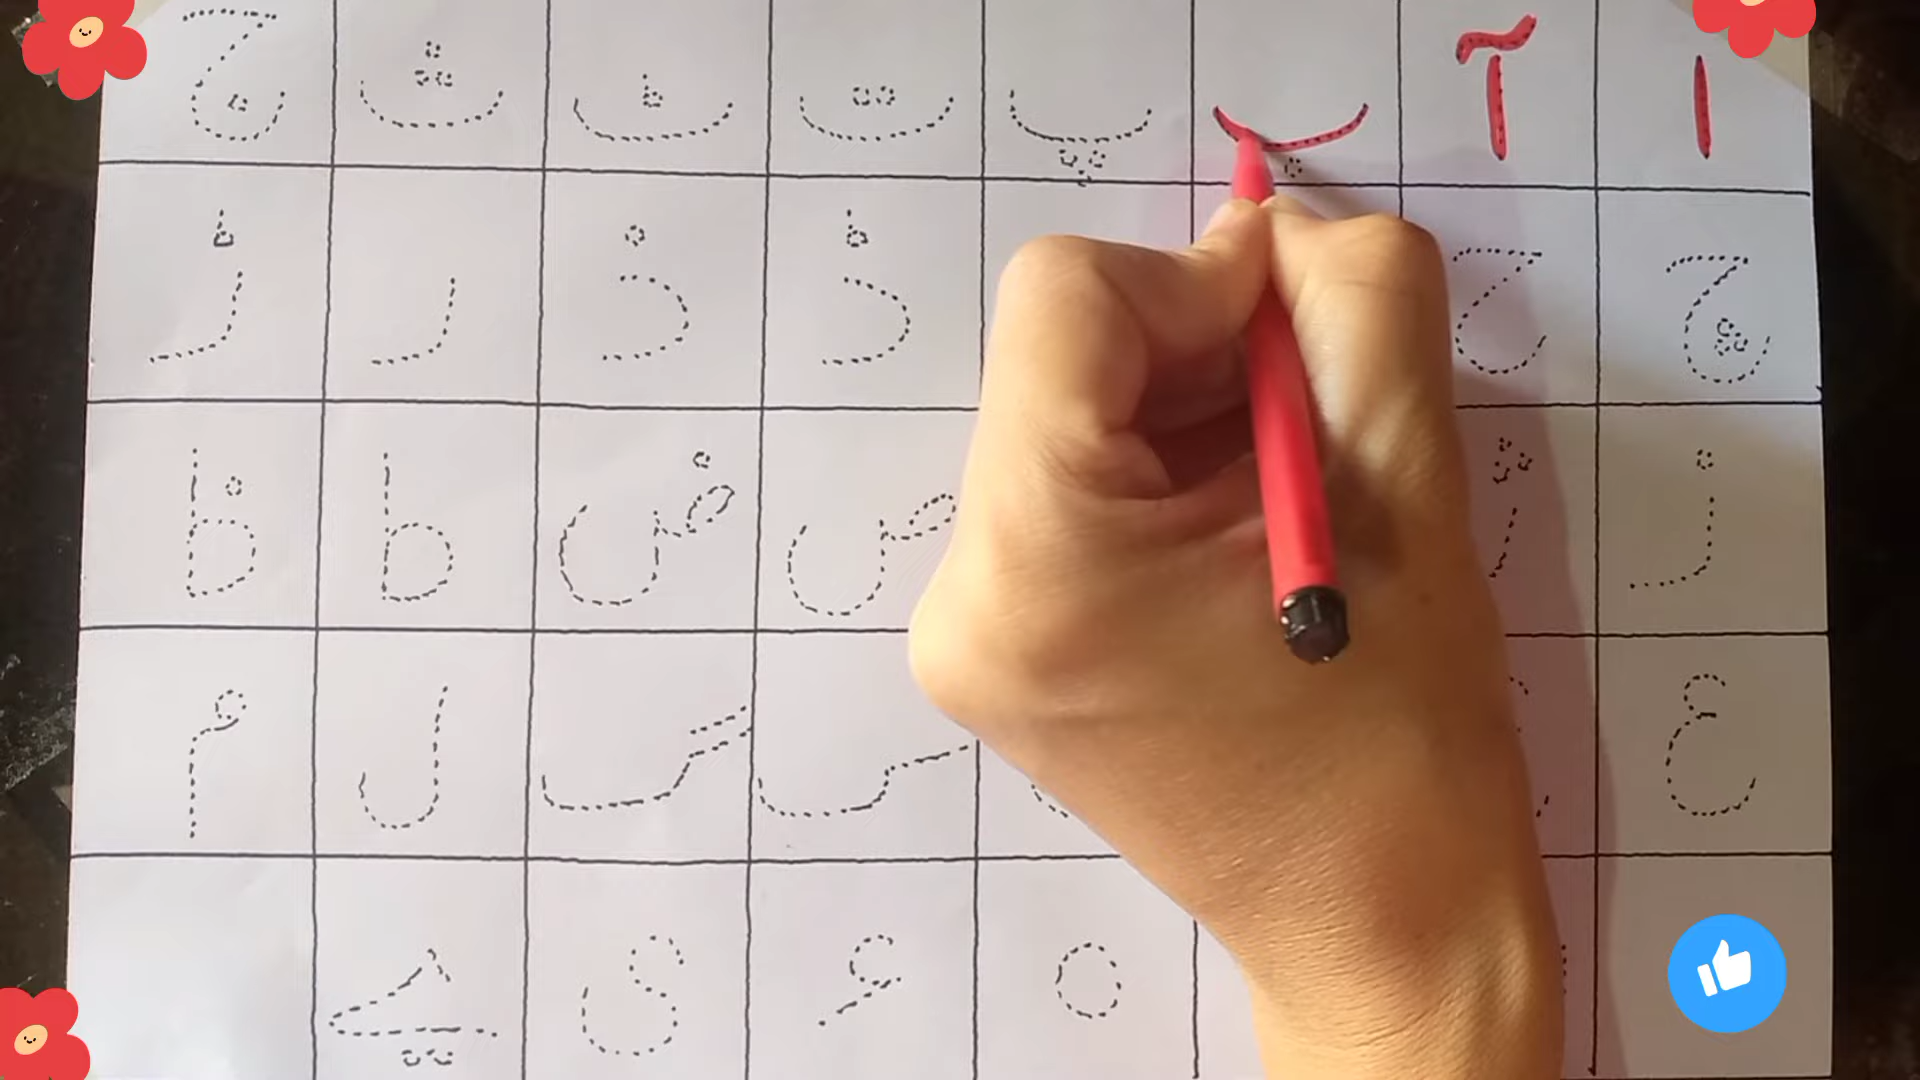 ا آ ب پ ت ٹ ث ج
چ ح ڈ ذ ر ڑ
ز ژ ص ض ط ظ
ع ک گ ل م
ہ ء ی ے